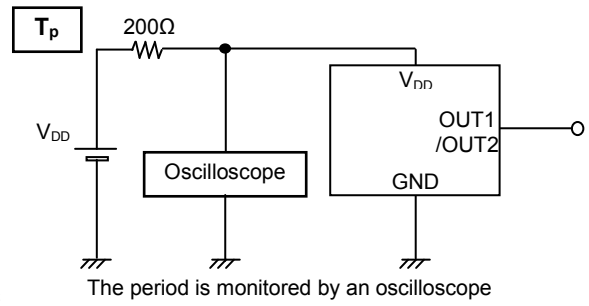 Tp
200Ω
VDD
VDD
OUT1
/OUT2
Oscilloscope
GND
The period is monitored by an oscilloscope